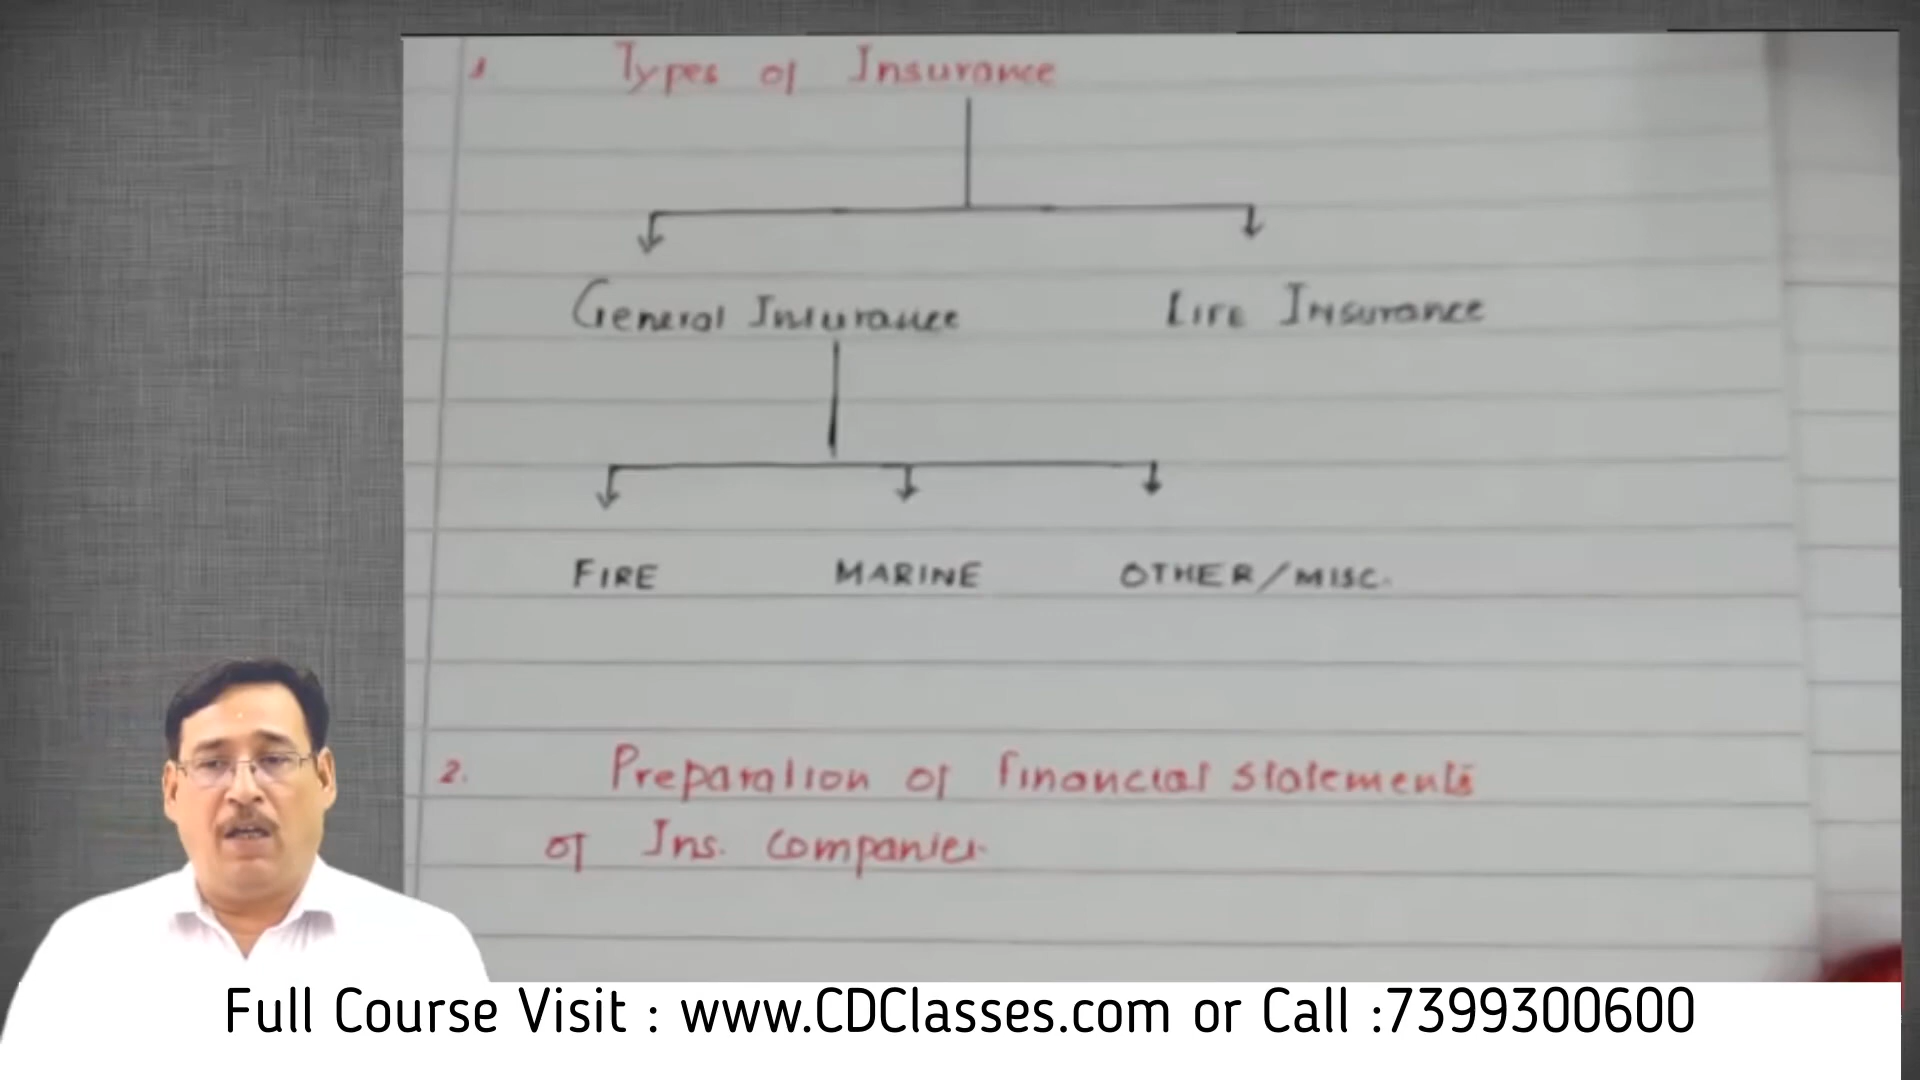 1. Types of Insurance
General Insurance Life Insurance
FIRE MARINE OTHER/MISC.
2. Preparation of financial statements
of Ins. companies.
Full Course Visit : www.CDClasses.com or Call :7399300600